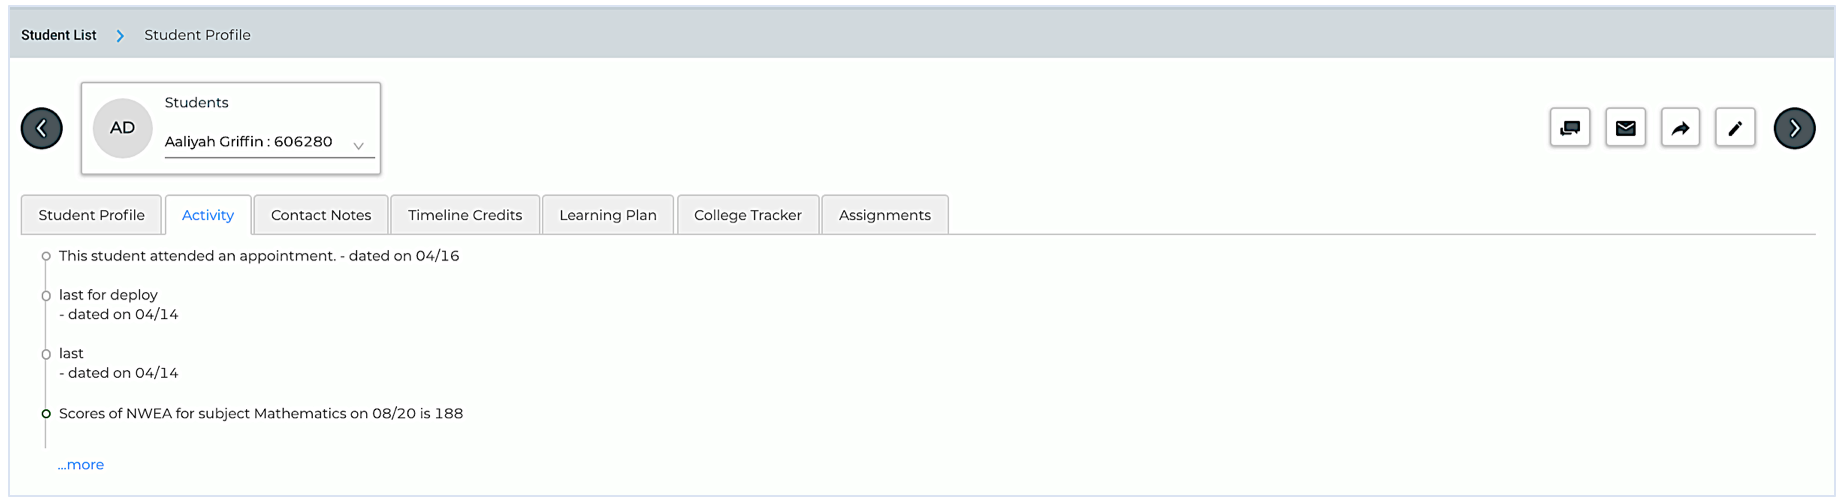 Student List > Student Profile
Students
AD
Aaliyah Griffin : 606280
Student Profile Activity Contact Notes Timeline Credits Learning Plan College Tracker Assignments
This student attended an appointment. - dated on 04/16
last for deploy
- dated on 04/14
last
- dated on 04/14
Scores of NWEA for subject Mathematics on 08/20 is 188
...more